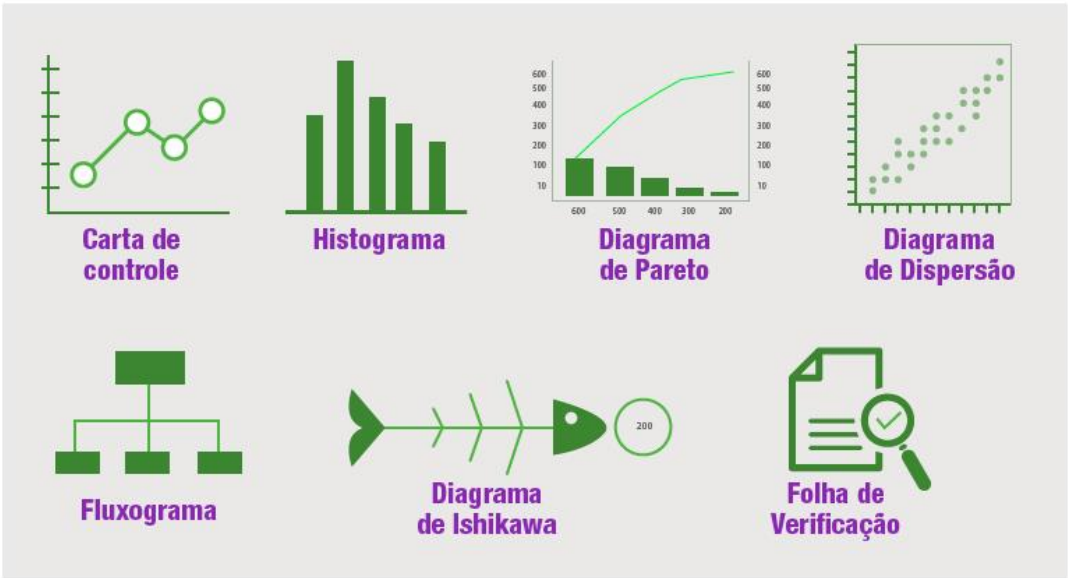 600
500
400
300
200
100
10
600
500
400
300
200
100
10
600 500 400 300 200
Carta de
controle
Histograma
Diagrama
de Pareto
Diagrama
de Dispersão
200
Fluxograma
Diagrama
de Ishikawa
Folha de
Verificação